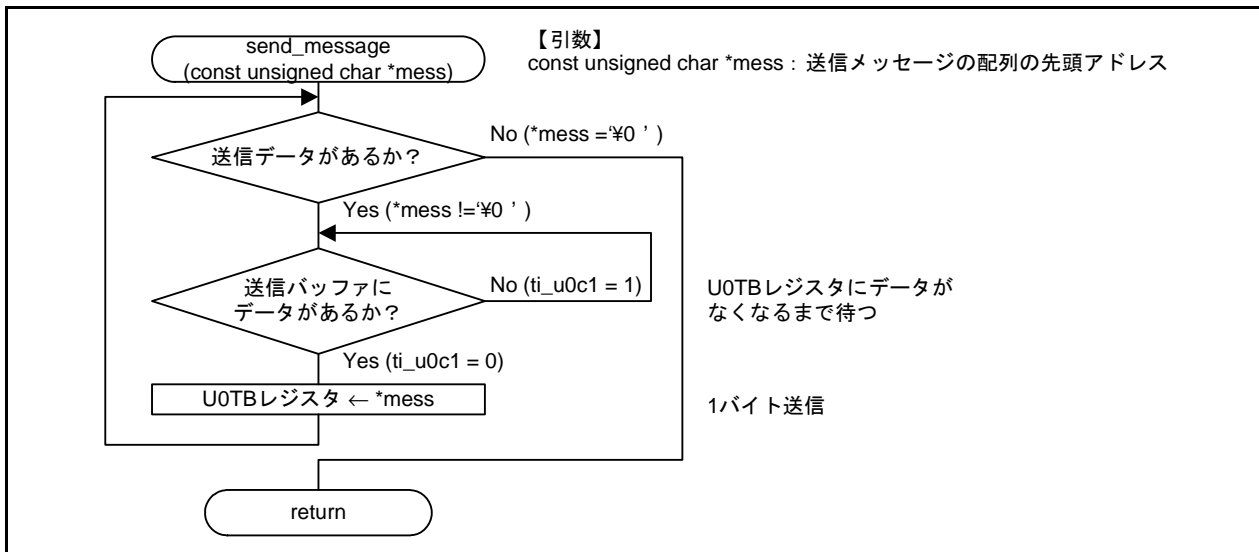 send_message
(const unsigned char *mess)
【引数】
const unsigned char *mess : 送信メッセージの配列の先頭アドレス
No (*mess ='¥0 ’ )
送信データがあるか？
Yes (*mess !='¥0 ’ )
送信バッファに
データがあるか？
No (ti_u0c1 = 1)
U0TBレジスタにデータが
なくなるまで待つ
Yes (ti_u0c1 = 0)
U0TBレジスタ ← *mess
1バイト送信
return